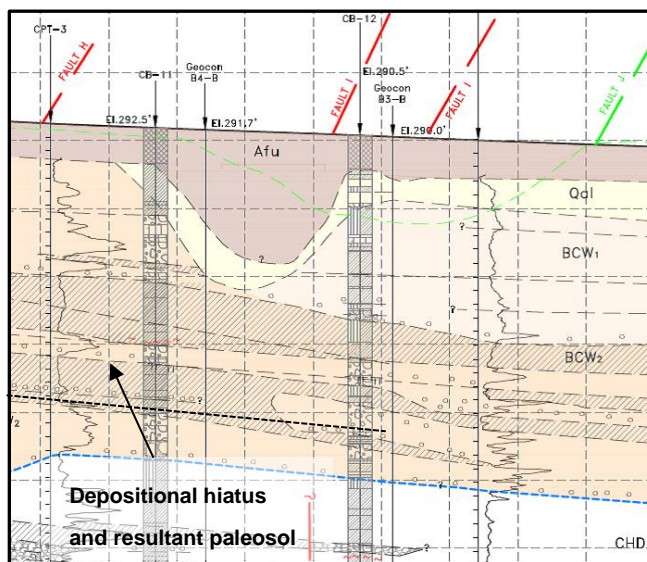 CPT-3
FAULT H
CB-11
Geocon
B4-B
CB-12
FAULT I
El.290.5'
Geocon
B3-B
FAULT I
FAULT J
El.292.5'
El.291.7'
El.290.0'
Afu
?
Qal
?
BCW1
?
BCW2
?
?
?
Depositional hiatus
and resultant paleosol
?
CHD